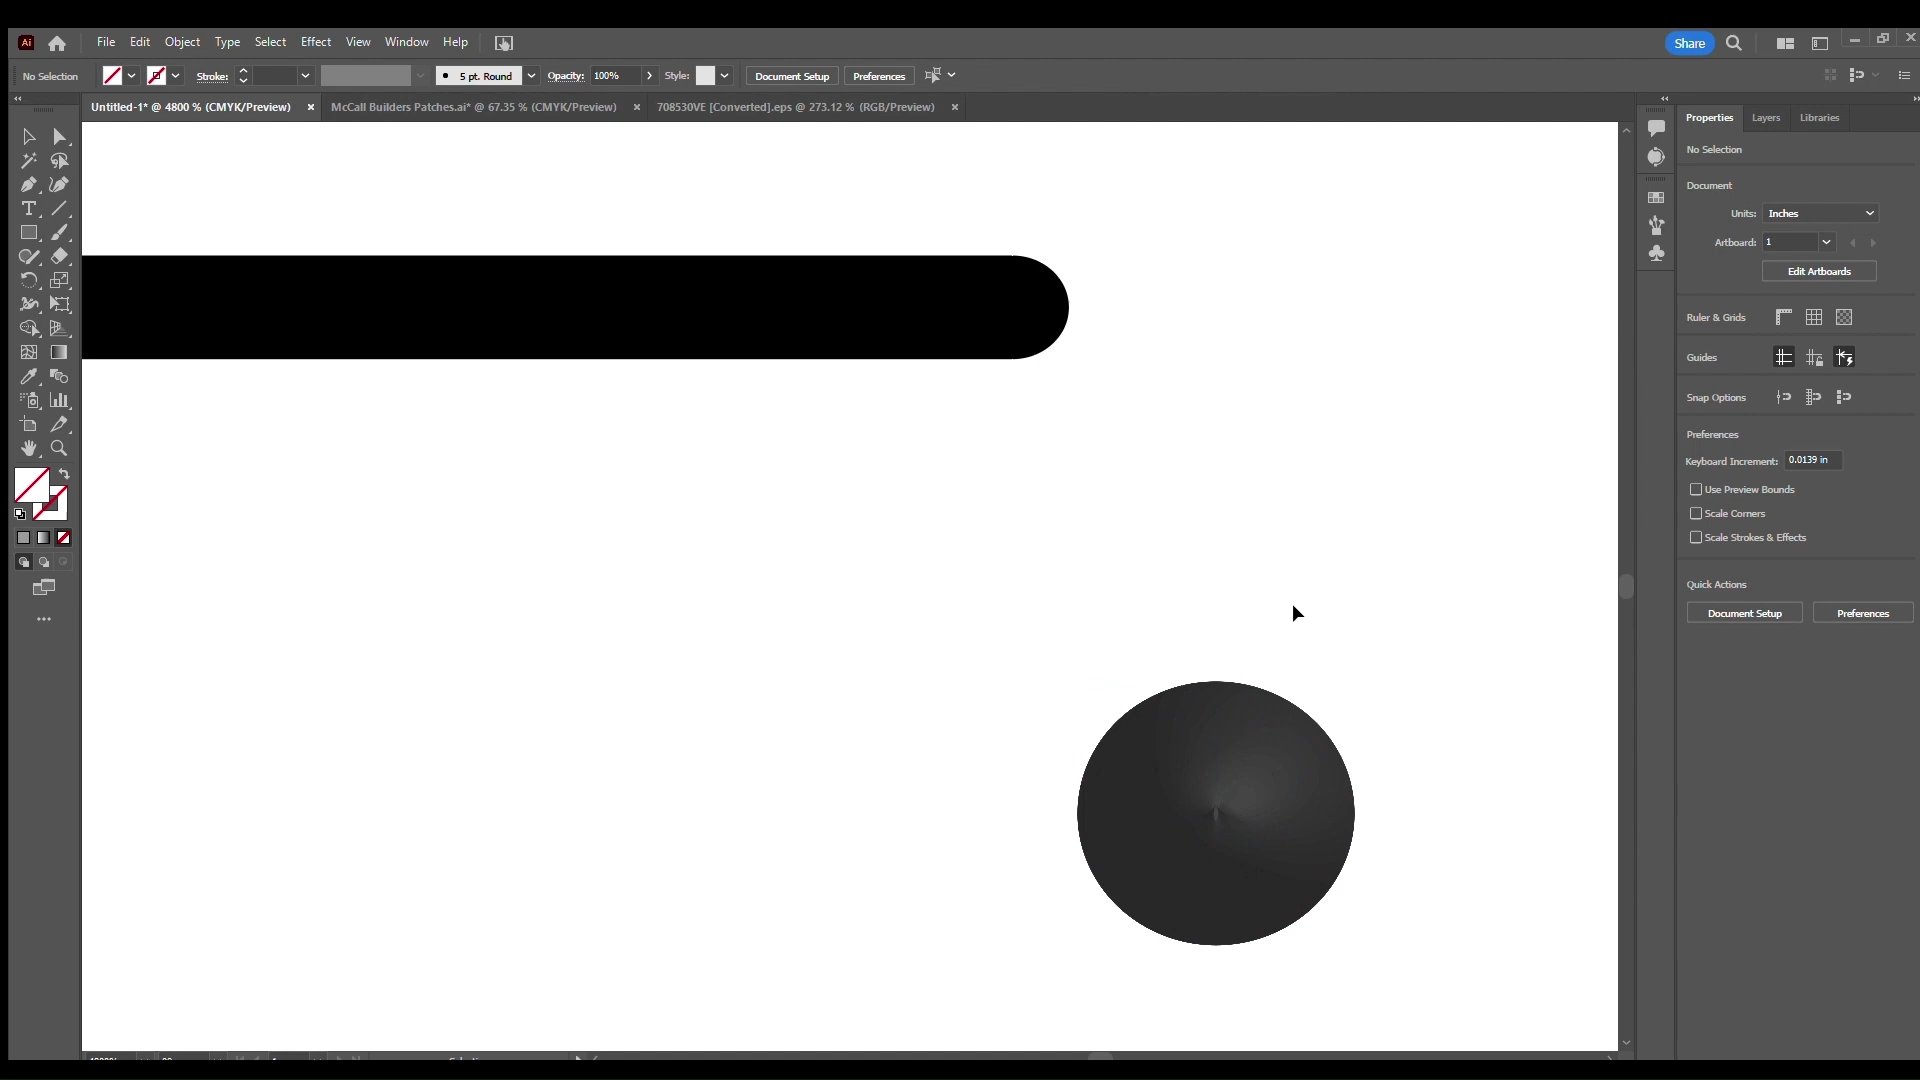 Ai File Edit Object Type Select Effect View Window Help Share
No Selection Stroke: 5 pt. Round Opacity: 100% Style: Document Setup Preferences
Untitled-1* @ 4800 % (CMYK/Preview) McCall Builders Patches.ai* @ 67.35 % (CMYK/Preview) 708530VE [Converted].eps @ 273.12 % (RGB/Preview)
Properties Layers Libraries
No Selection
Document
Units: Inches
Artboard: 1
Edit Artboards
Ruler & Grids
Guides
Snap Options
Preferences
Keyboard Increment: 0.0139 in
Use Preview Bounds
Scale Corners
Scale Strokes & Effects
Quick Actions
Document Setup Preferences